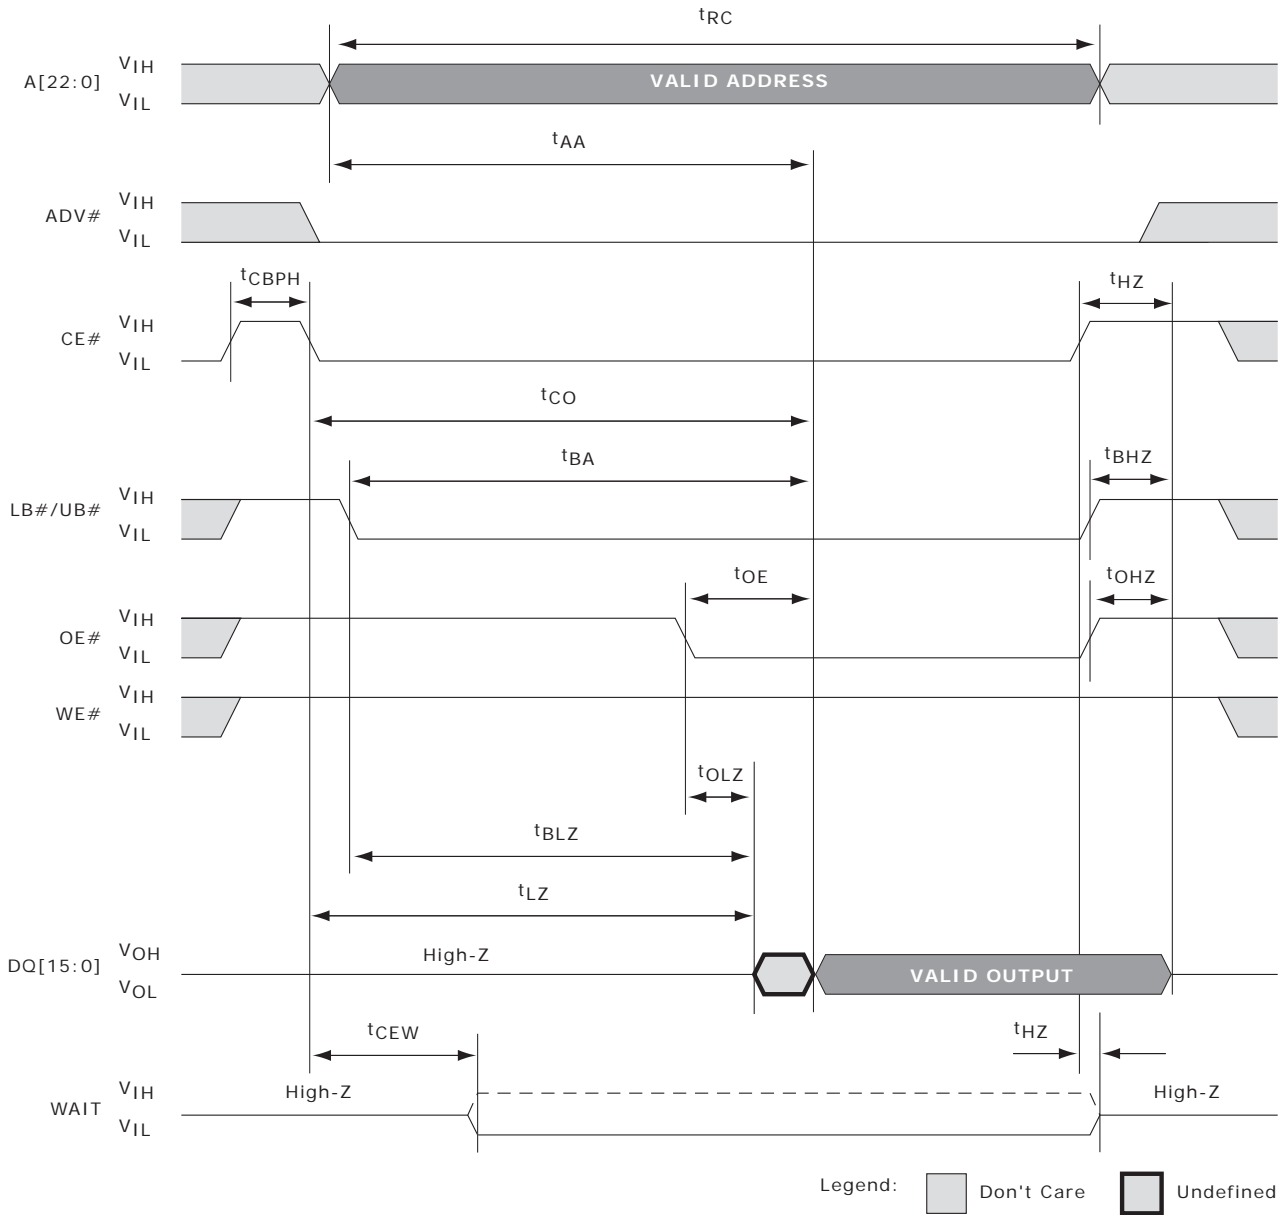 tRC
A[22:0] VIH VALID ADDRESS
VIL
tAA
ADV# VIH
VIL
tCBPH tHZ
CE# VIH
VIL
tCO
tBA tBHZ
LB#/UB# VIH
VIL
tOE tOHZ
OE# VIH
VIL
WE# VIH
VIL
tOLZ
tBLZ
tLZ
DQ[15:0] VOH High-Z VALID OUTPUT
VOL
tCEW tHZ
WAIT VIH High-Z High-Z
VIL
Legend: Don't Care Undefined